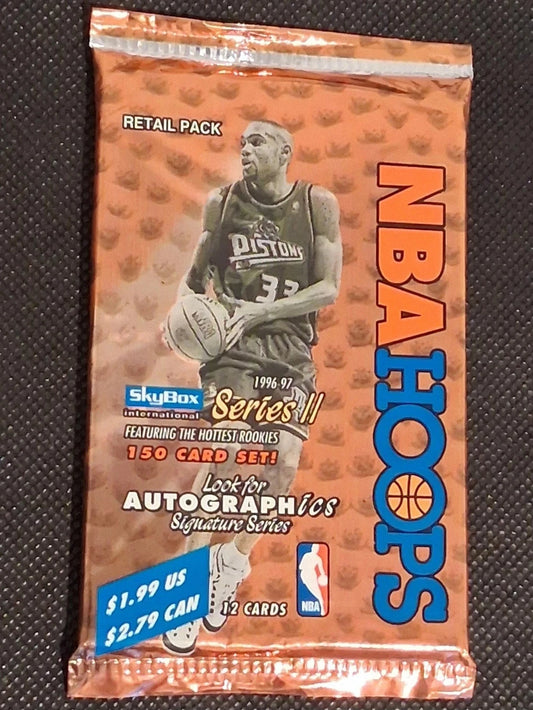 RETAIL PACK
NBA HOOPS
PISTONS
33
SkyBox
international
1996-97
Series II
FEATURING THE HOTTEST ROOKIES
150 CARD SET!
Look for
AUTOGRAPHics
Signature Series
$1.99 US
$2.79 CAN
12 CARDS
NBA